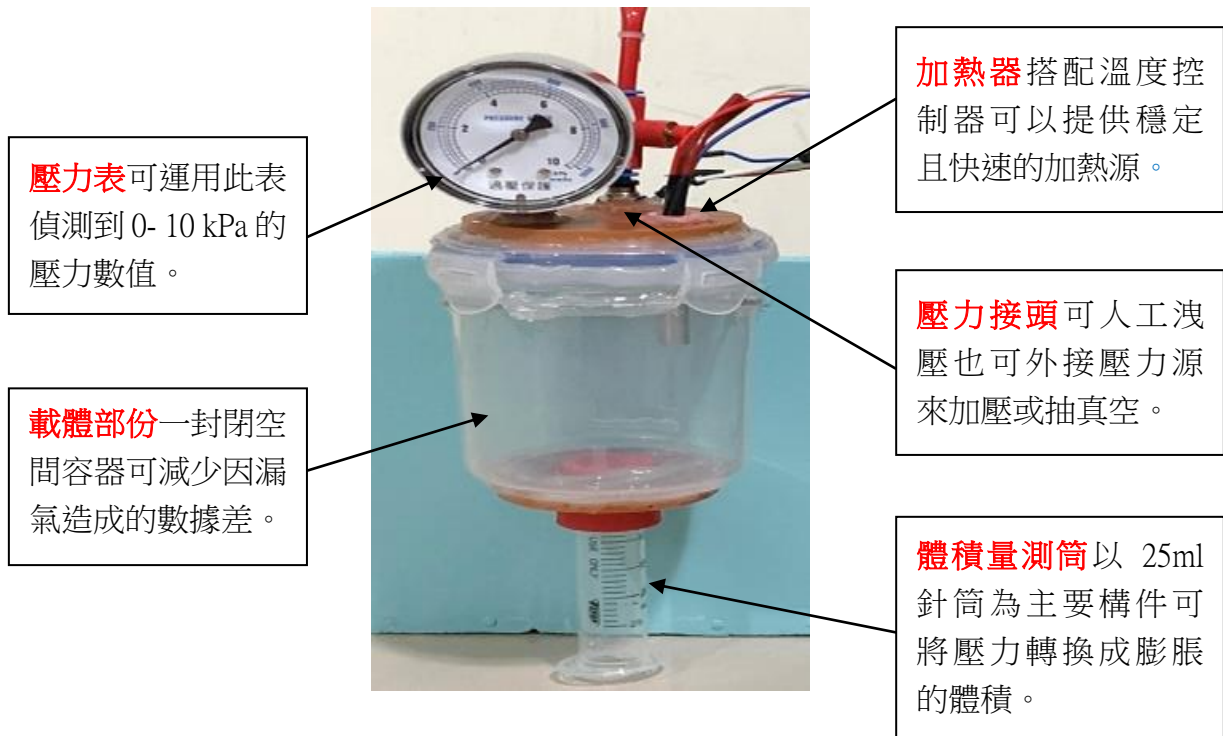 壓力表可運用此表
偵測到 0- 10 kPa 的
壓力數值。
載體部份一封閉空
間容器可減少因漏
氣造成的數據差。
4
6
2
8
0
10
kPa
過壓保護
加熱器搭配溫度控
制器可以提供穩定
且快速的加熱源。
壓力接頭可人工洩
壓也可外接壓力源
來加壓或抽真空。
體積量測筒以 25ml
針筒為主要構件可
將壓力轉換成膨脹
的體積。